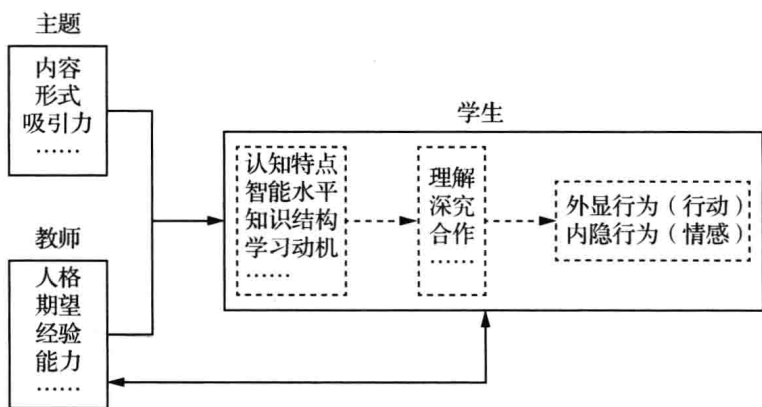 主题
内容
形式
吸引力
……
教师
人格
期望
经验
能力
……
学生
认知特点
智能水平
知识结构
学习动机
……
理解
深究
合作
……
外显行为（行动）
内隐行为（情感）